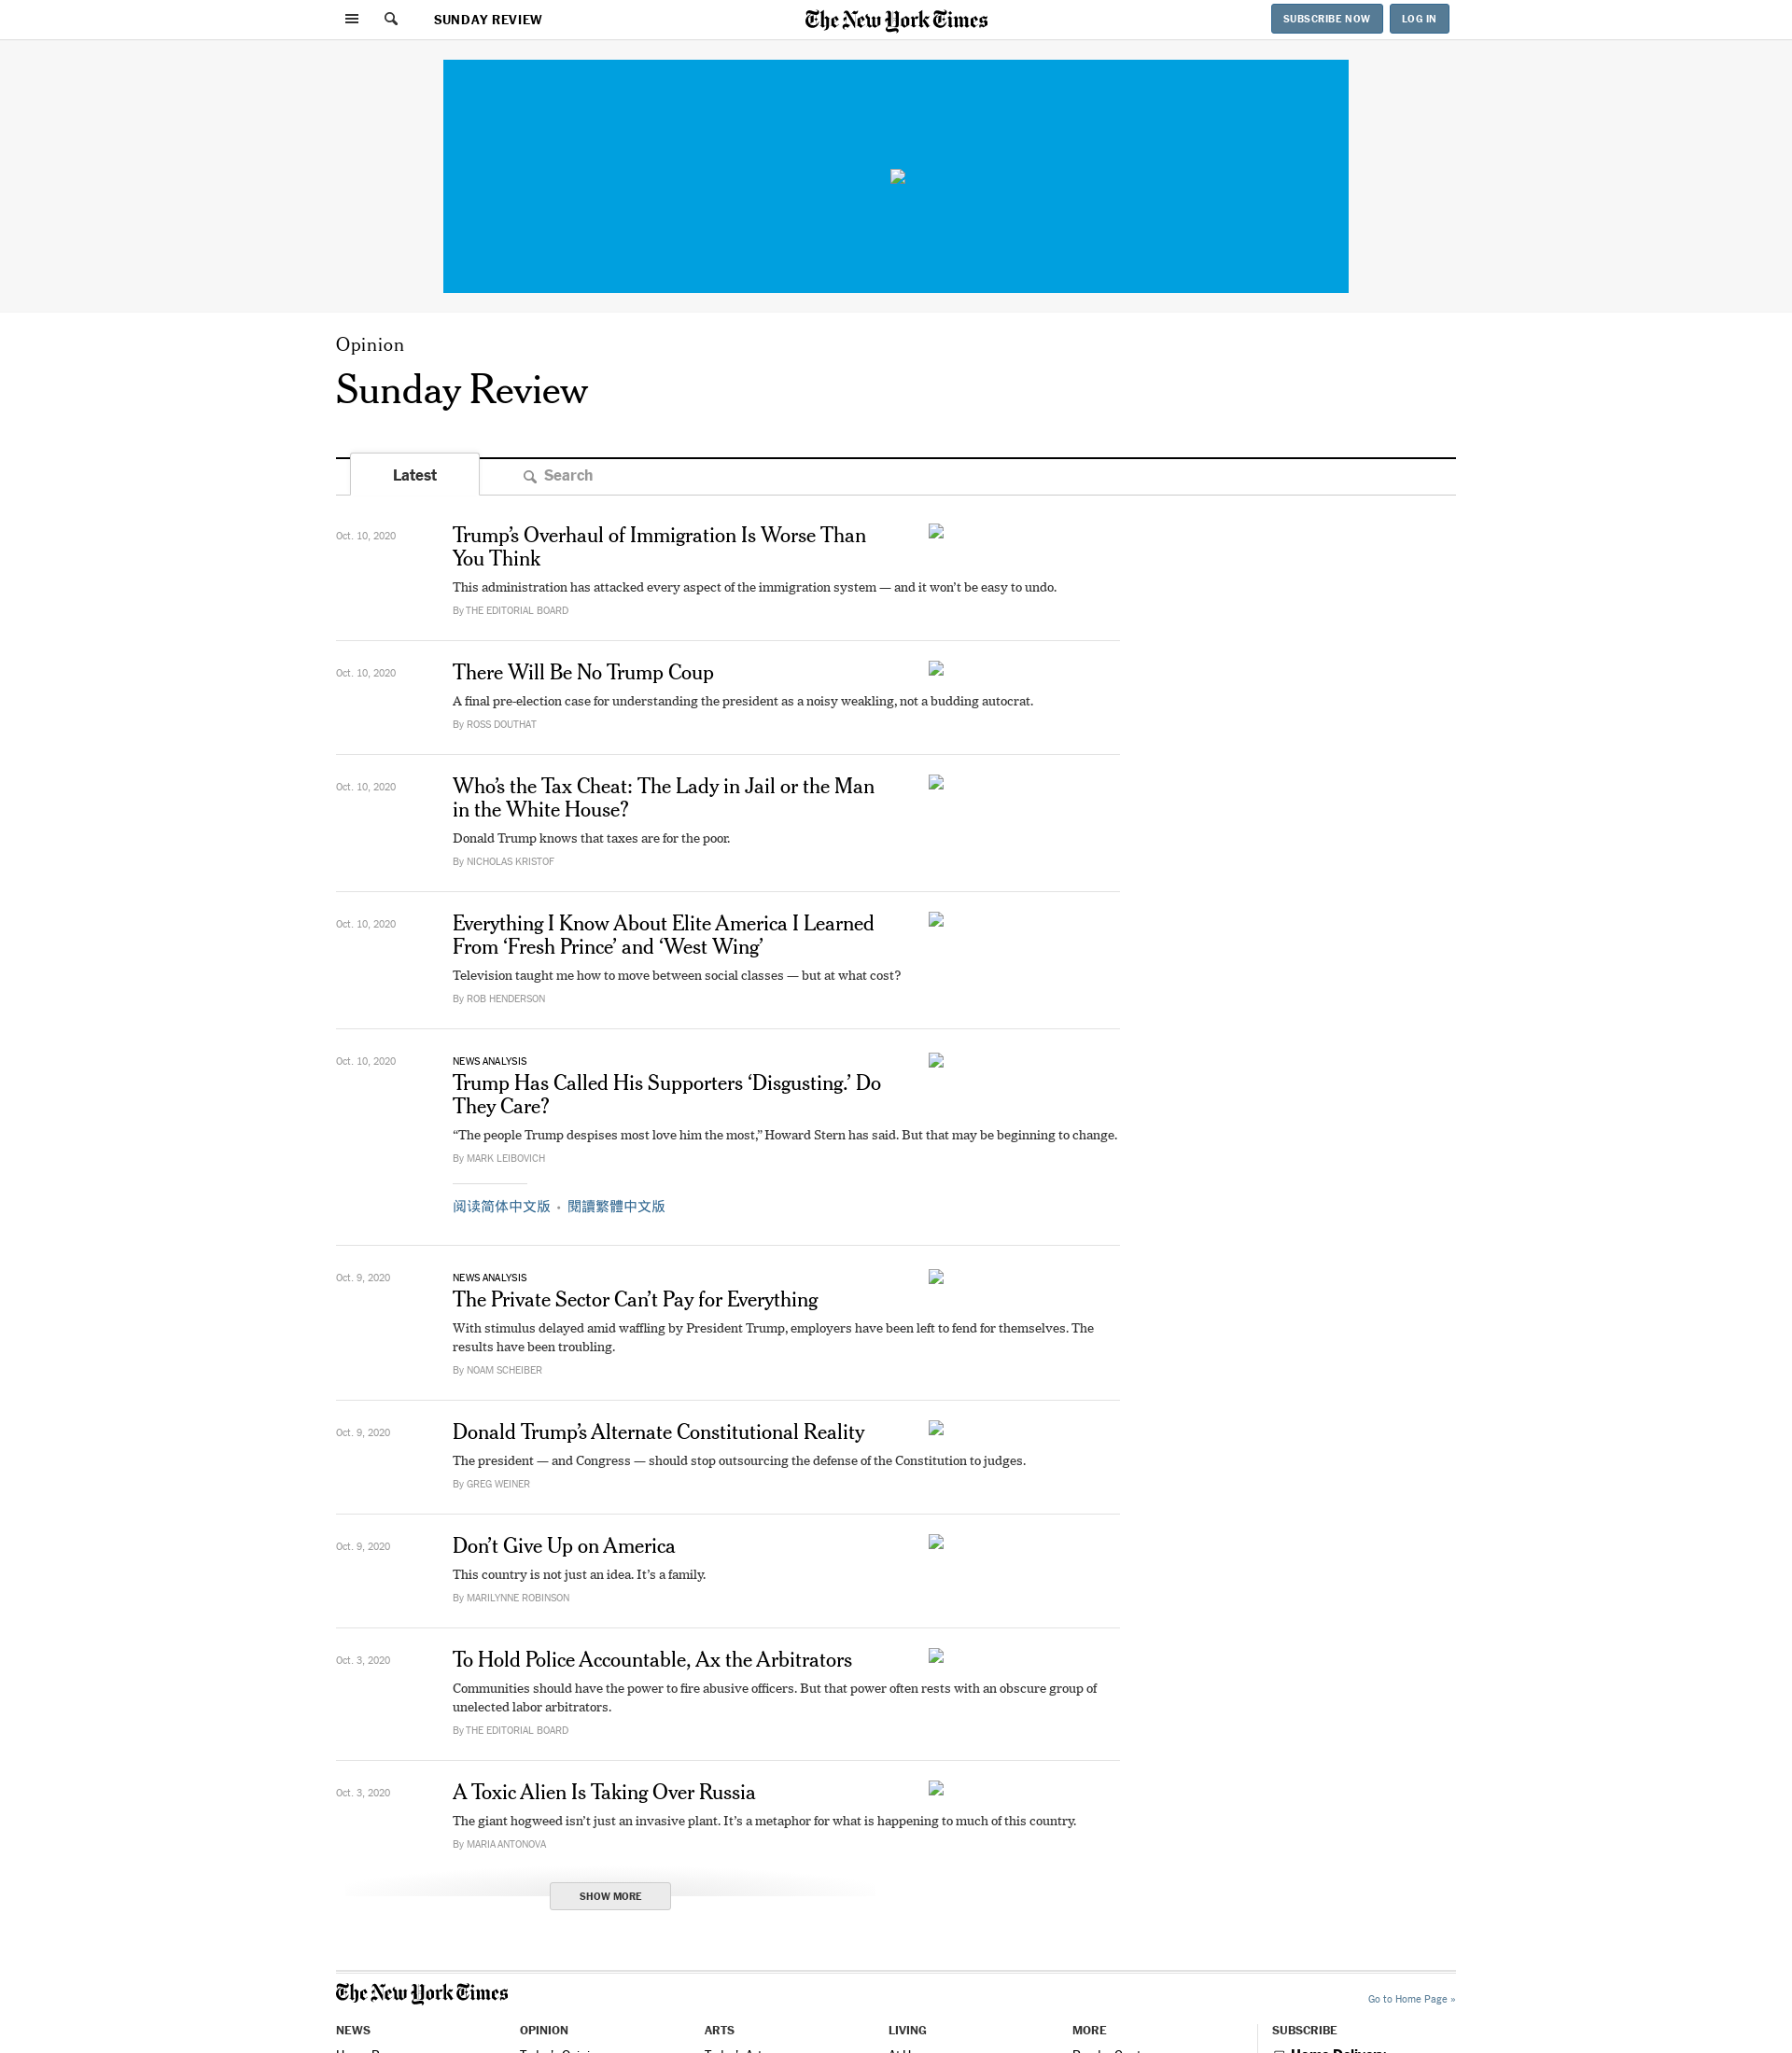 SUNDAY REVIEW
The New York Times
SUBSCRIBE NOW
LOG IN
Opinion
Sunday Review
Latest
Search
Oct. 10, 2020
Trump’s Overhaul of Immigration Is Worse Than
You Think
This administration has attacked every aspect of the immigration system — and it won’t be easy to undo.
By THE EDITORIAL BOARD
Oct. 10, 2020
There Will Be No Trump Coup
A final pre-election case for understanding the president as a noisy weakling, not a budding autocrat.
By ROSS DOUTHAT
Oct. 10, 2020
Who’s the Tax Cheat: The Lady in Jail or the Man
in the White House?
Donald Trump knows that taxes are for the poor.
By NICHOLAS KRISTOF
Oct. 10, 2020
Everything I Know About Elite America I Learned
From ‘Fresh Prince’ and ‘West Wing’
Television taught me how to move between social classes — but at what cost?
By ROB HENDERSON
Oct. 10, 2020
NEWS ANALYSIS
Trump Has Called His Supporters ‘Disgusting.’ Do
They Care?
“The people Trump despises most love him the most,” Howard Stern has said. But that may be beginning to change.
By MARK LEIBOVICH
阅读简体中文版 • 閱讀繁體中文版
Oct. 9, 2020
NEWS ANALYSIS
The Private Sector Can’t Pay for Everything
With stimulus delayed amid waffling by President Trump, employers have been left to fend for themselves. The
results have been troubling.
By NOAM SCHEIBER
Oct. 9, 2020
Donald Trump’s Alternate Constitutional Reality
The president — and Congress — should stop outsourcing the defense of the Constitution to judges.
By GREG WEINER
Oct. 9, 2020
Don’t Give Up on America
This country is not just an idea. It’s a family.
By MARILYNNE ROBINSON
Oct. 3, 2020
To Hold Police Accountable, Ax the Arbitrators
Communities should have the power to fire abusive officers. But that power often rests with an obscure group of
unelected labor arbitrators.
By THE EDITORIAL BOARD
Oct. 3, 2020
A Toxic Alien Is Taking Over Russia
The giant hogweed isn’t just an invasive plant. It’s a metaphor for what is happening to much of this country.
By MARIA ANTONOVA
SHOW MORE
The New York Times
Go to Home Page »
NEWS
OPINION
ARTS
LIVING
MORE
SUBSCRIBE